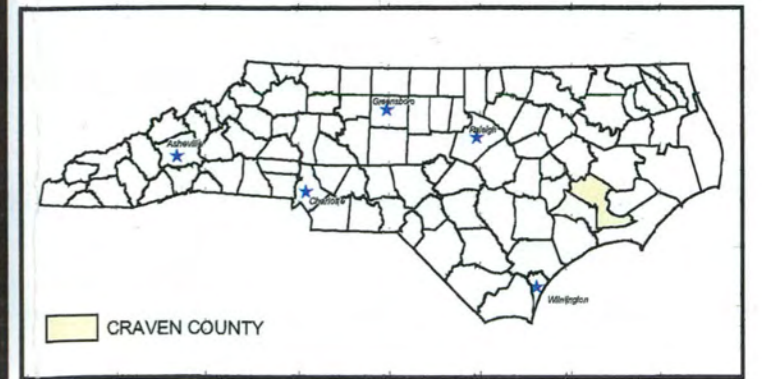 Greensboro
Raleigh
Asheville
Charlotte
Wilmington
CRAVEN COUNTY